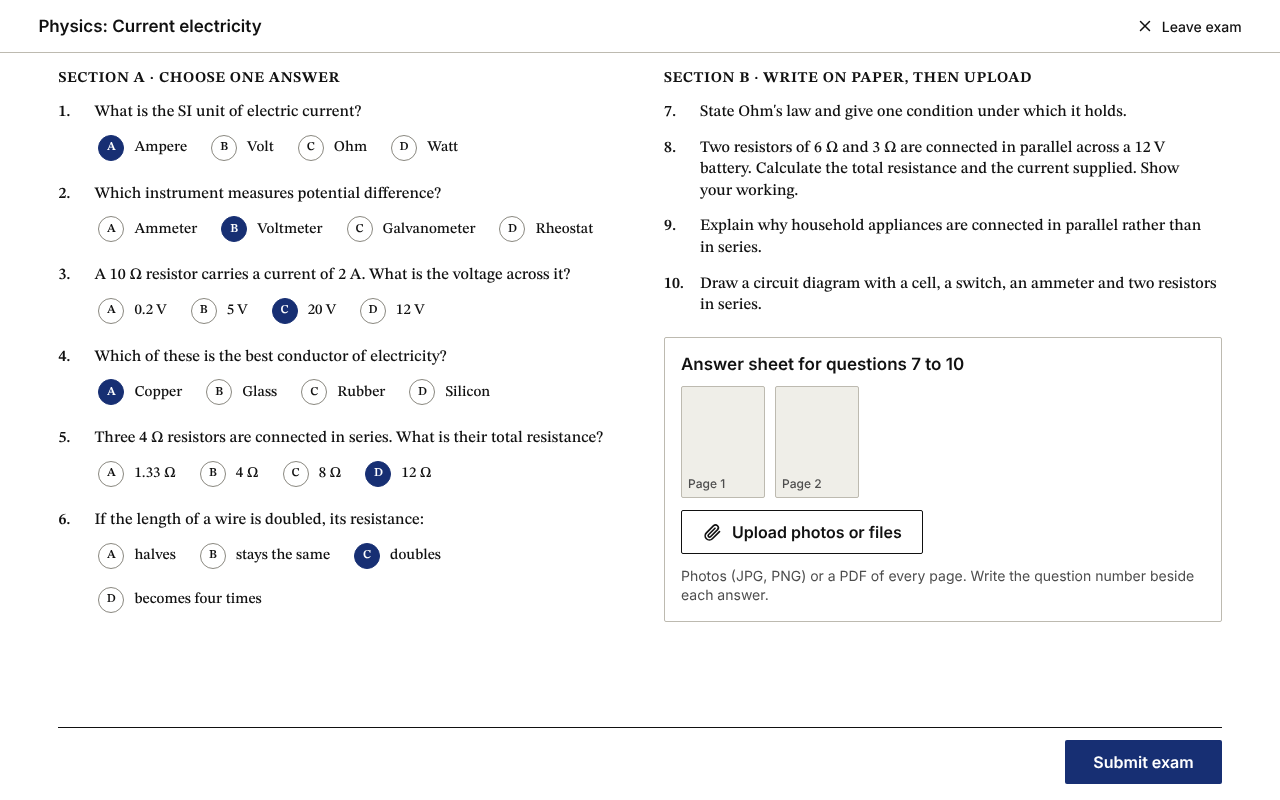 Physics: Current electricity
Leave exam
SECTION A · CHOOSE ONE ANSWER
1. What is the SI unit of electric current?
A Ampere B Volt C Ohm D Watt
2. Which instrument measures potential difference?
A Ammeter B Voltmeter C Galvanometer D Rheostat
3. A 10 Ω resistor carries a current of 2 A. What is the voltage across it?
A 0.2 V B 5 V C 20 V D 12 V
4. Which of these is the best conductor of electricity?
A Copper B Glass C Rubber D Silicon
5. Three 4 Ω resistors are connected in series. What is their total resistance?
A 1.33 Ω B 4 Ω C 8 Ω D 12 Ω
6. If the length of a wire is doubled, its resistance:
A halves B stays the same C doubles
D becomes four times
SECTION B · WRITE ON PAPER, THEN UPLOAD
7. State Ohm's law and give one condition under which it holds.
8. Two resistors of 6 Ω and 3 Ω are connected in parallel across a 12 V
battery. Calculate the total resistance and the current supplied. Show
your working.
9. Explain why household appliances are connected in parallel rather than
in series.
10. Draw a circuit diagram with a cell, a switch, an ammeter and two resistors
in series.
Answer sheet for questions 7 to 10
Page 1 Page 2
Upload photos or files
Photos (JPG, PNG) or a PDF of every page. Write the question number beside
each answer.
Submit exam